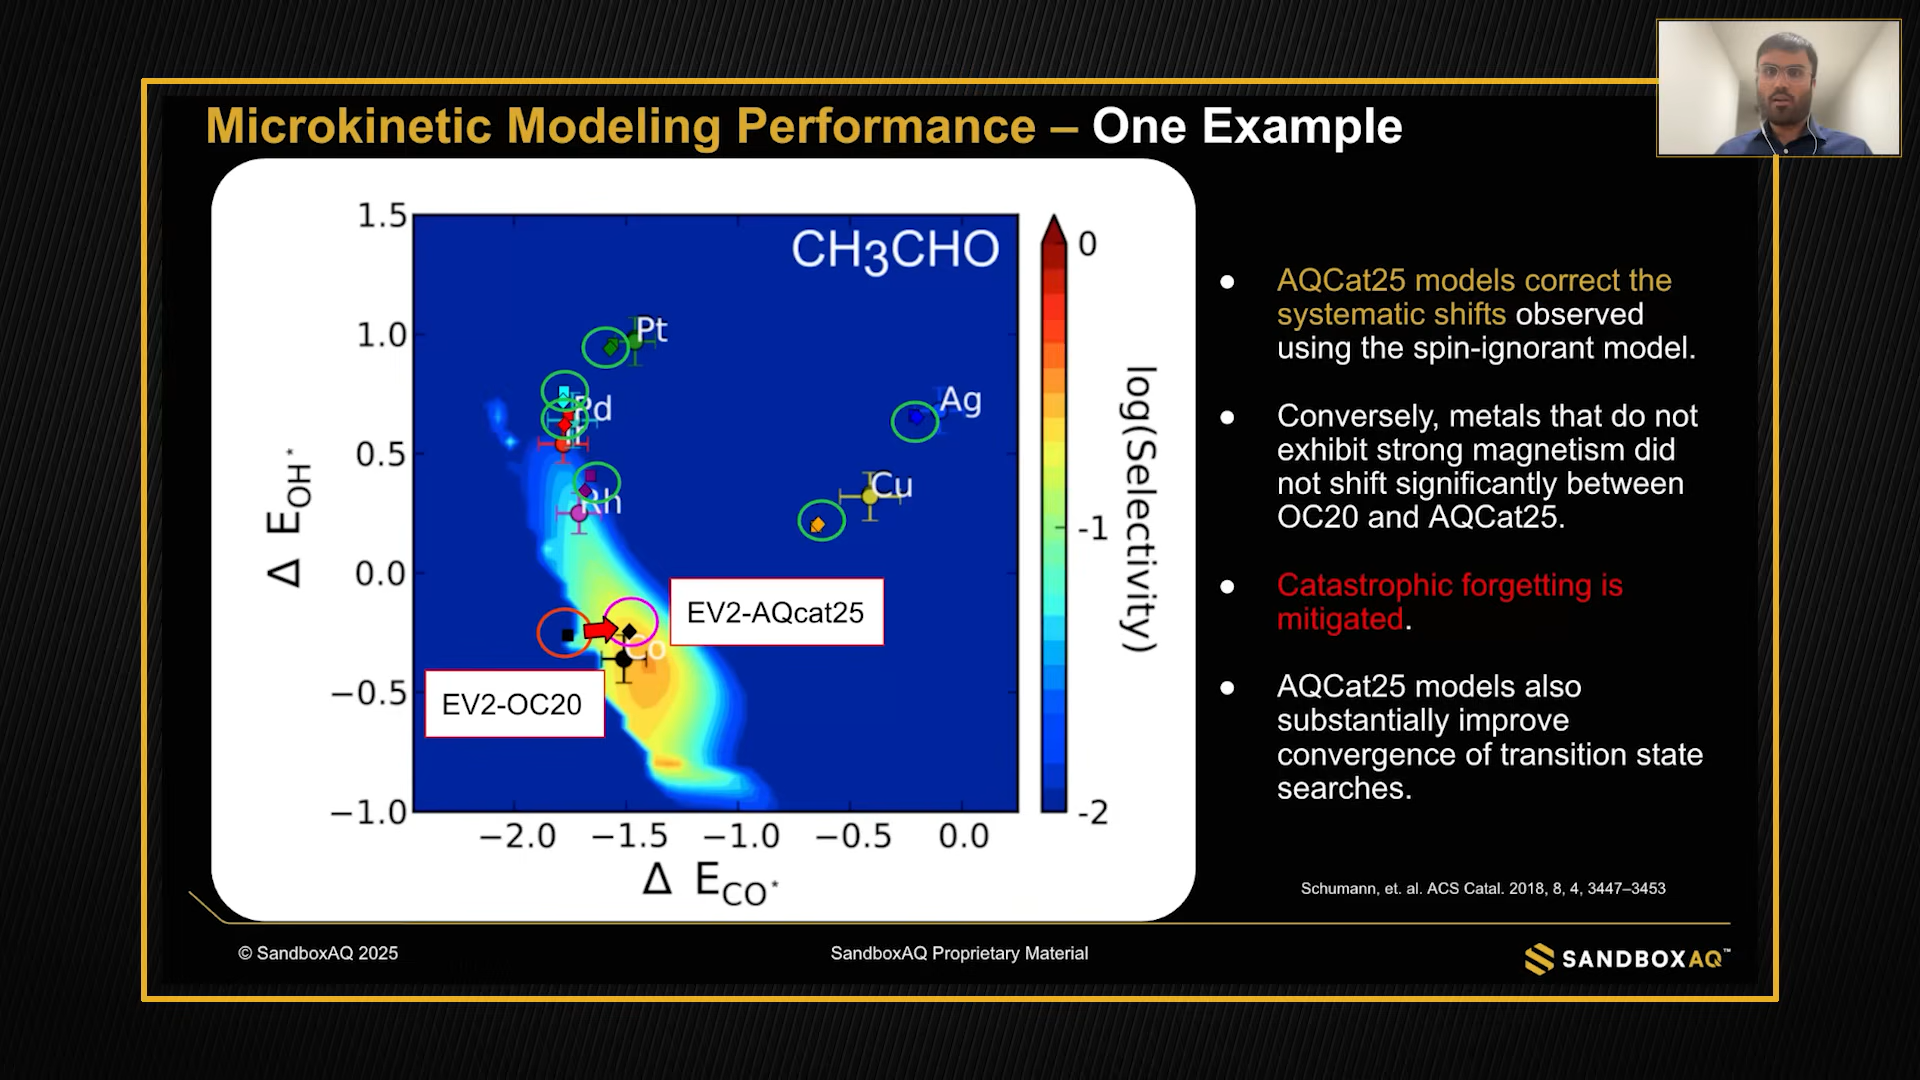 Microkinetic Modeling Performance – One Example
CH3CHO
1.5
1.0
0.5
0.0
−0.5
−1.0
Δ EOH*
Pt
Pd
Ir
Rh
Ag
Cu
Co
EV2-AQcat25
EV2-OC20
−2.0 −1.5 −1.0 −0.5 0.0
Δ ECO*
0
-1
-2
log(Selectivity)
● AQCat25 models correct the
systematic shifts observed
using the spin-ignorant model.
● Conversely, metals that do not
exhibit strong magnetism did
not shift significantly between
OC20 and AQCat25.
● Catastrophic forgetting is
mitigated.
● AQCat25 models also
substantially improve
convergence of transition state
searches.
Schumann, et. al. ACS Catal. 2018, 8, 4, 3447–3453
© SandboxAQ 2025
SandboxAQ Proprietary Material
SANDBOXAQ™